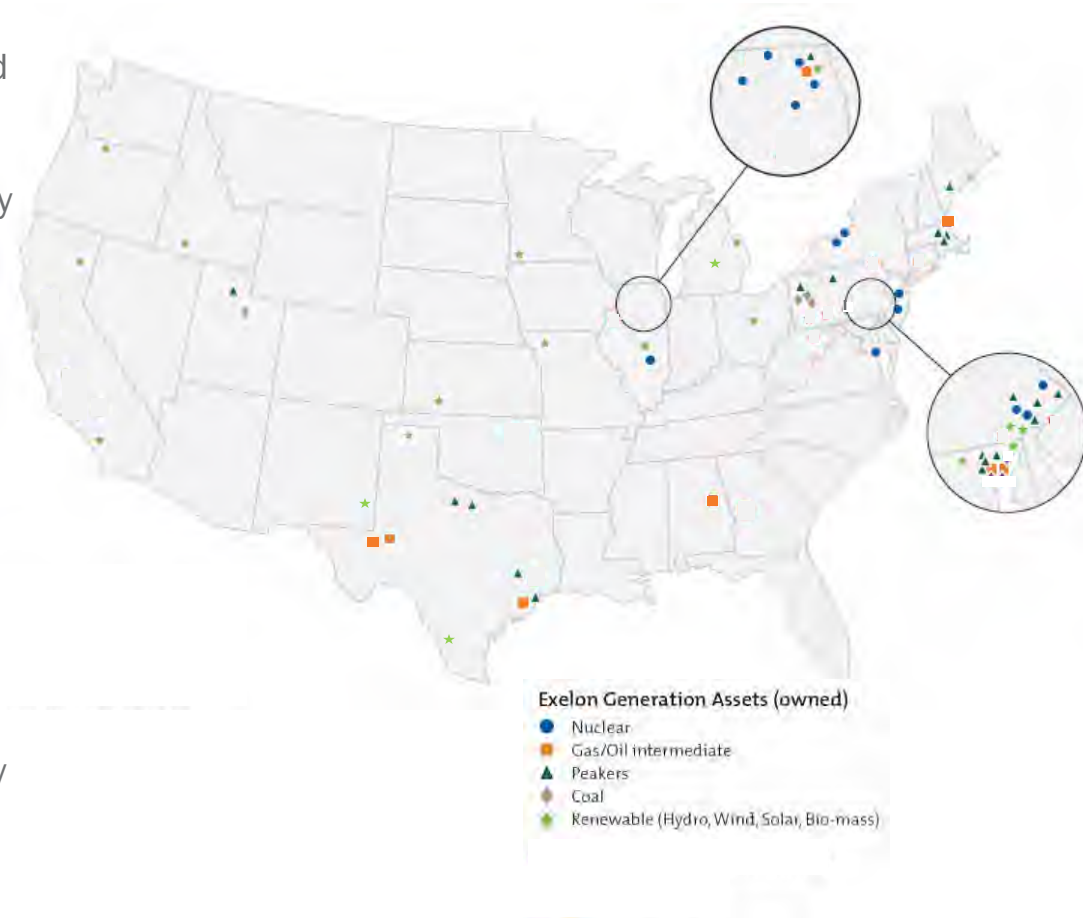 d
y
y
Exelon Generation Assets (owned)
Nuclear
Gas/Oil intermediate
Peakers
Coal
Renewable (Hydro, Wind, Solar, Bio-mass)